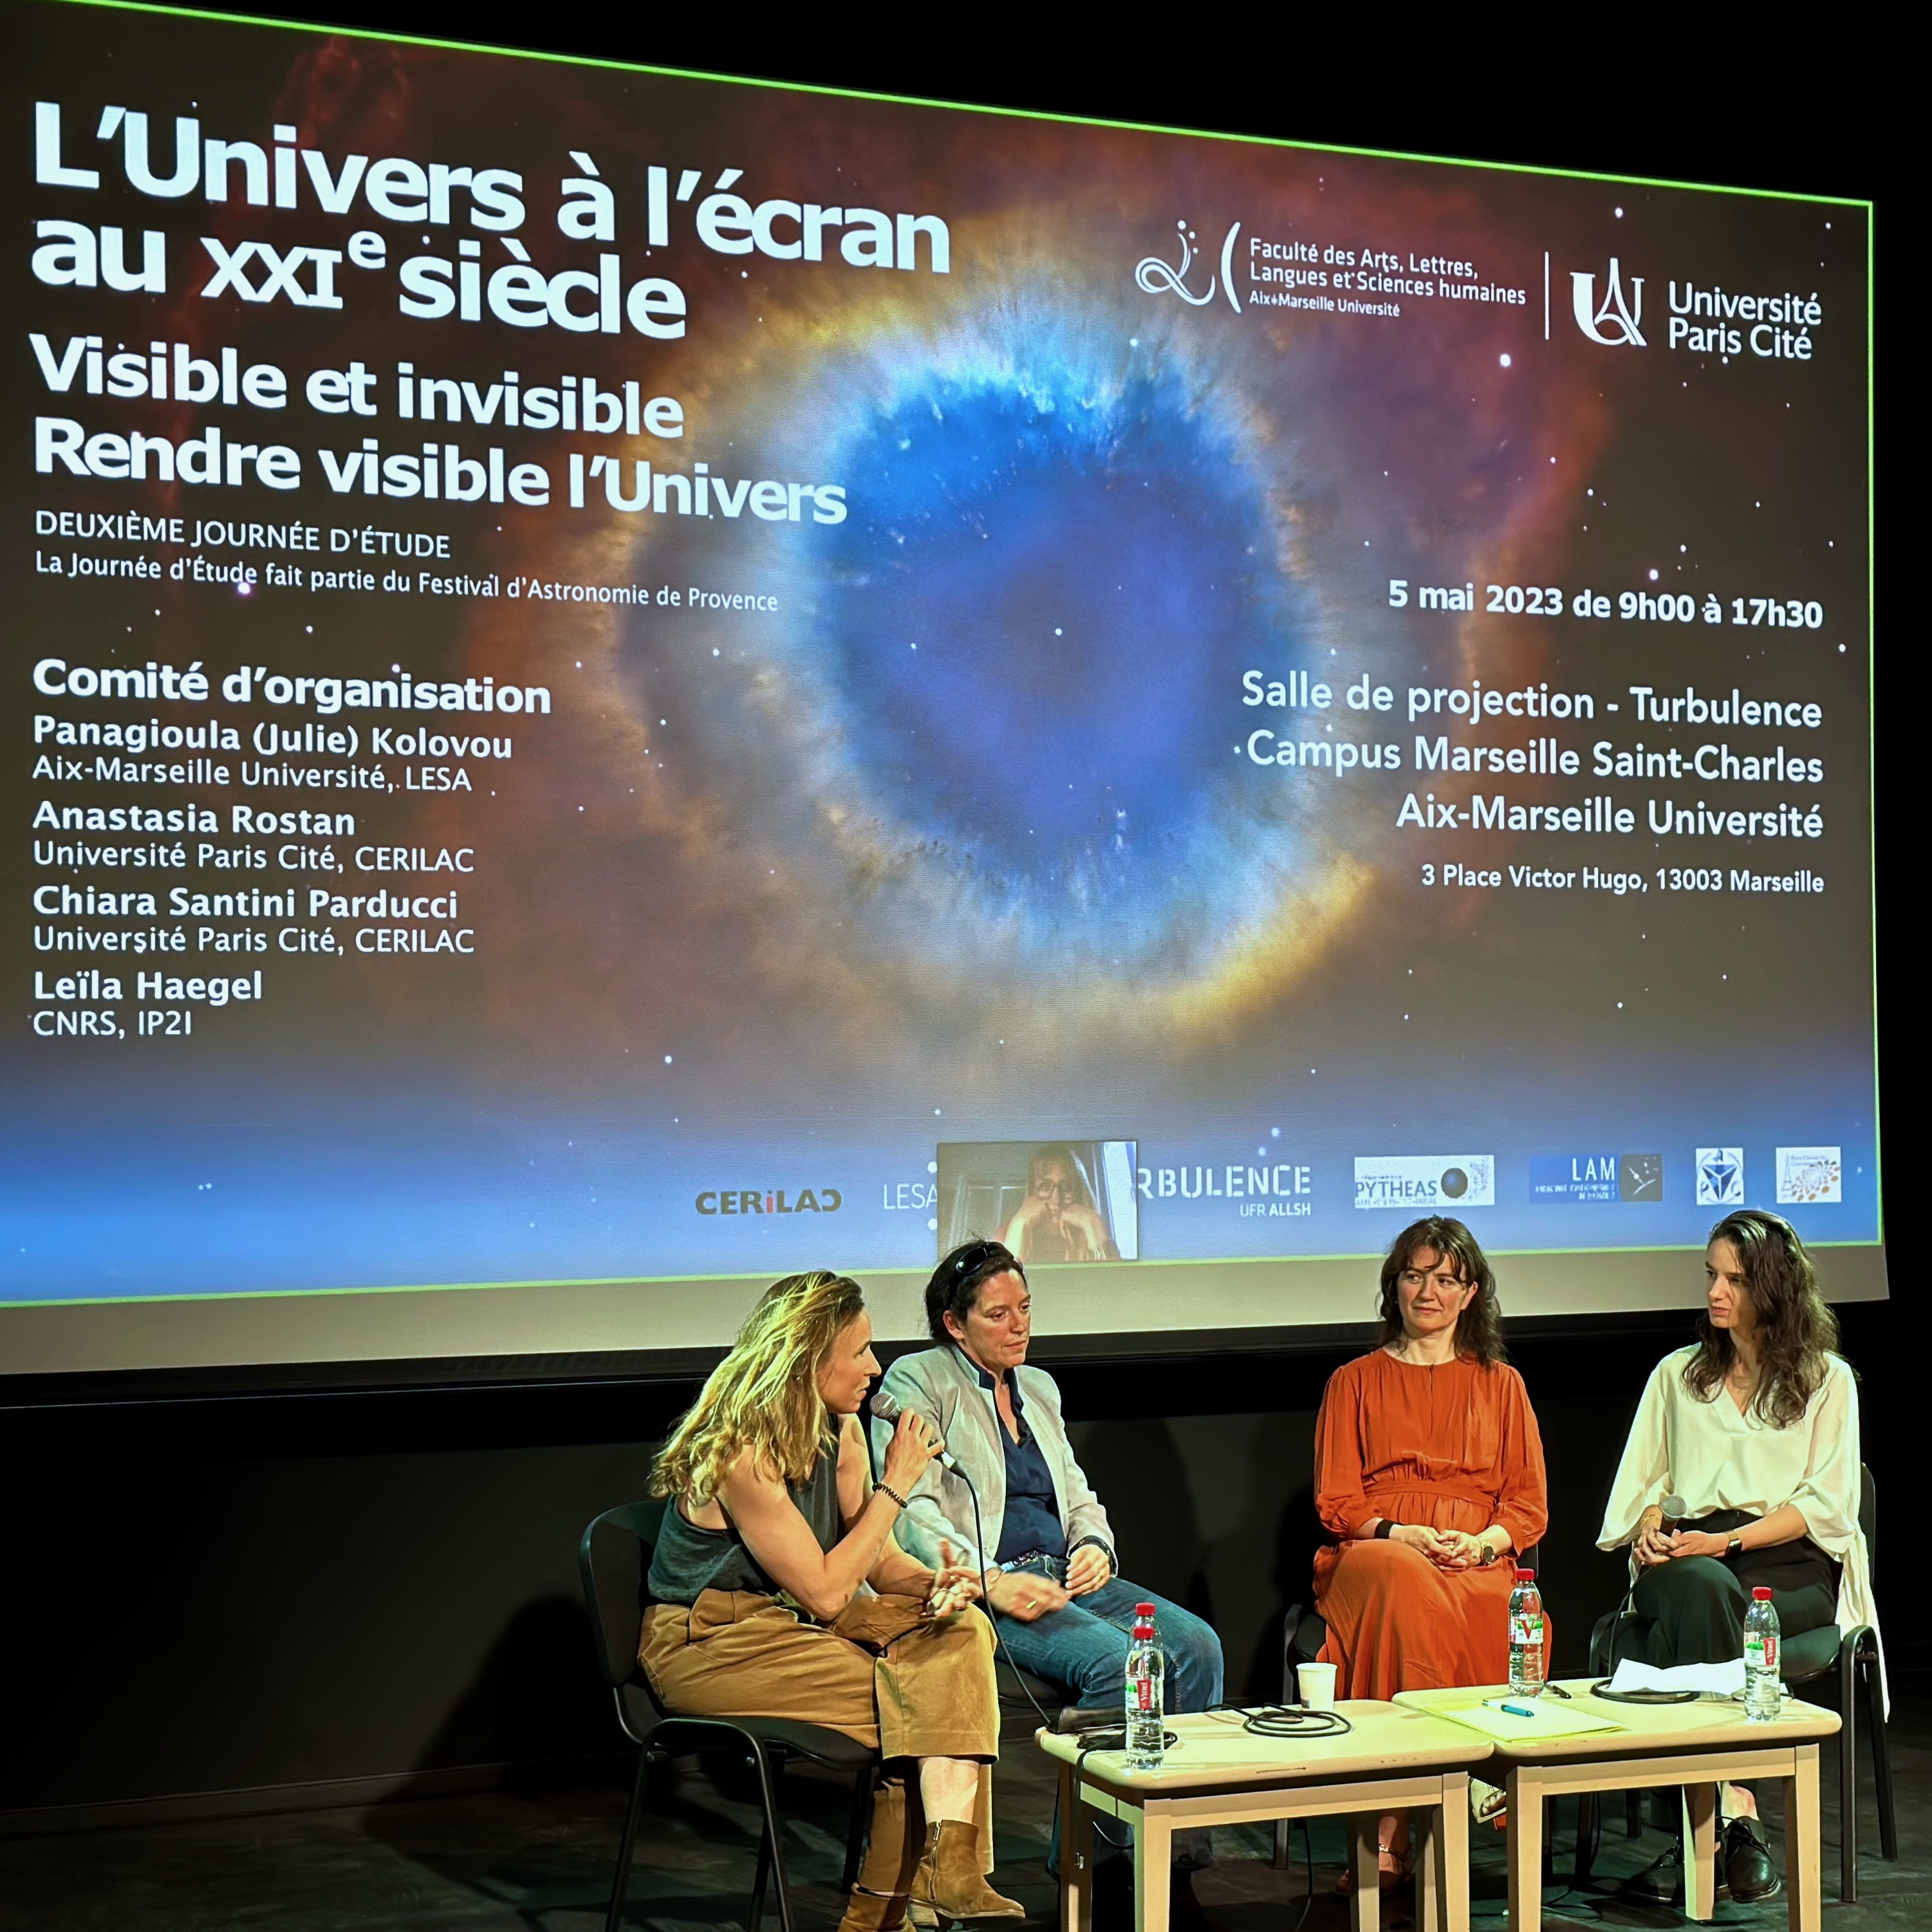 L'Univers à l'écran
au XXIe siècle
Visible et invisible
Rendre visible l'Univers
DEUXIÈME JOURNÉE D'ÉTUDE
La Journée d'Étude fait partie du Festival d'Astronomie de Provence
Comité d'organisation
Panagioula (Julie) Kolovou
Aix-Marseille Université, LESA
Anastasia Rostan
Université Paris Cité, CERILAC
Chiara Santini Parducci
Université Paris Cité, CERILAC
Leïla Haegel
CNRS, IP2I
Faculté des Arts, Lettres,
Langues et Sciences humaines
Aix+Marseille Université
Université
Paris Cité
5 mai 2023 de 9h00 à 17h30
Salle de projection - Turbulence
Campus Marseille Saint-Charles
Aix-Marseille Université
3 Place Victor Hugo, 13003 Marseille
CERiLAC
LESA
RBULENCE
UFR ALLSH
PYTHEAS
LAM
Vittel
Vittel